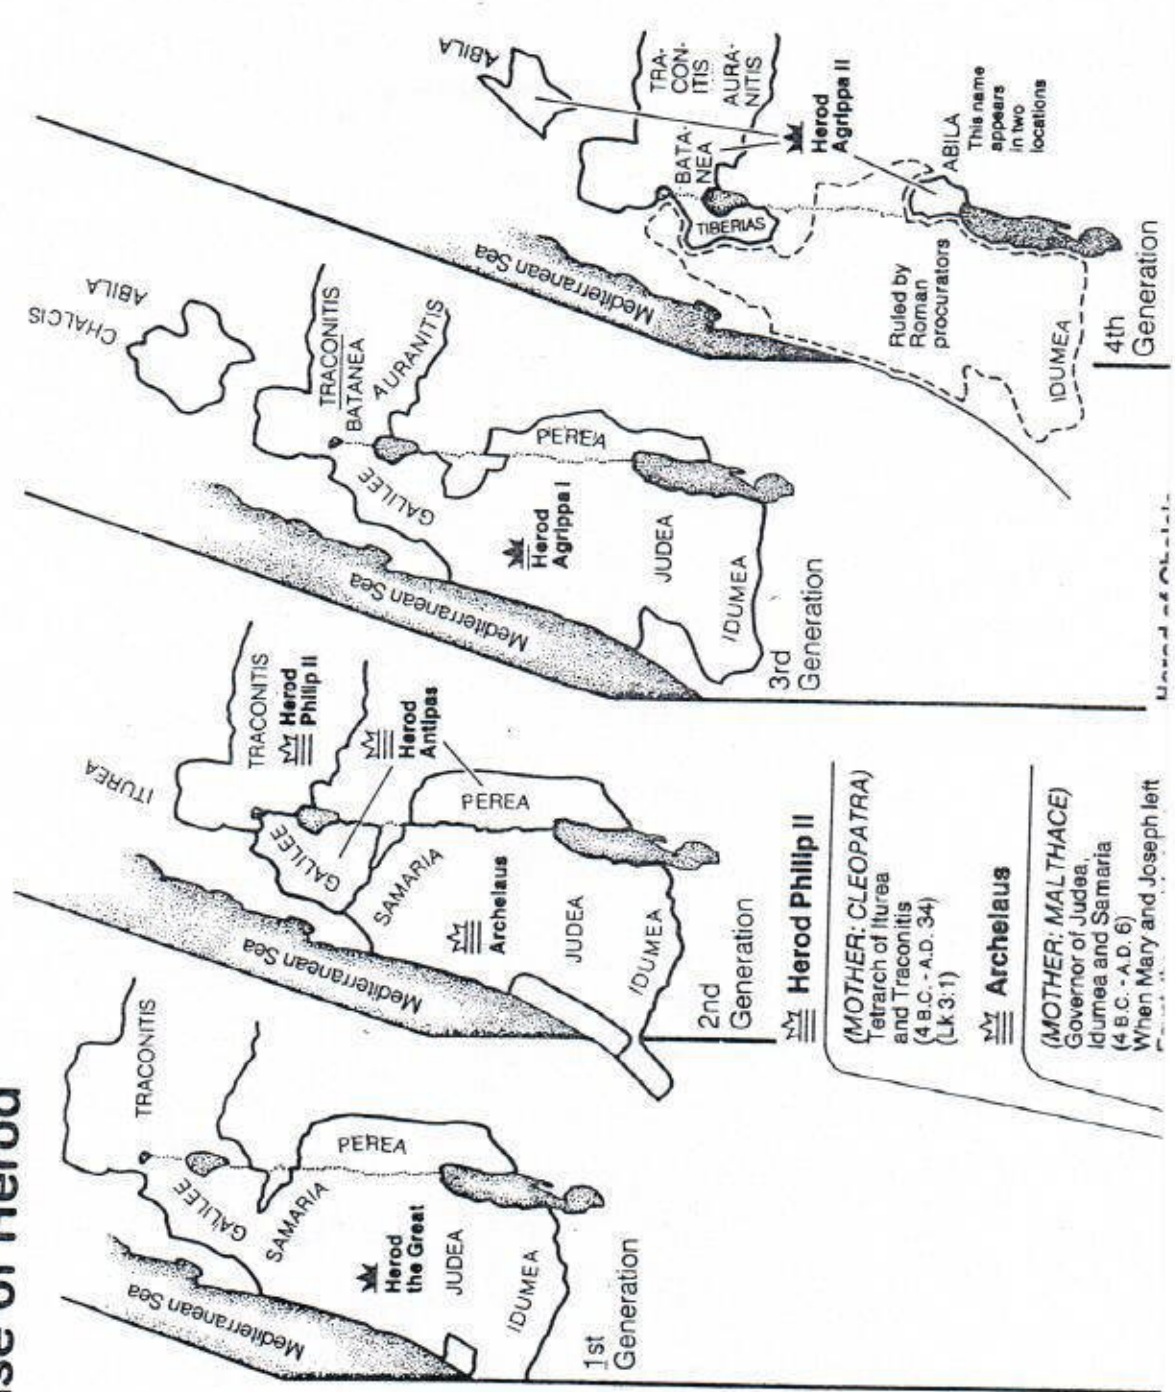 se of Herod
Mediterranean Sea
TRACONITIS
GALILEE
SAMARIA
PEREA
Herod
the Great
JUDEA
IDUMEA
1st
Generation
Mediterranean Sea
ITUREA
TRACONITIS
Herod
Philip II
Herod
Antipas
GALILEE
SAMARIA
PEREA
Archelaus
JUDEA
IDUMEA
2nd
Generation
Mediterranean Sea
CHALCIS
ABILA
TRACONITIS
BATANEA
AURANITIS
GALILEE
PEREA
Herod
Agrippa I
JUDEA
IDUMEA
3rd
Generation
Mediterranean Sea
ABILA
TRA-
CON-
ITIS
AURA-
NITIS
BATA-
NEA
TIBERIAS
Herod
Agrippa II
ABILA
This name
appears
in two
locations
Ruled by
Roman
procurators
IDUMEA
4th
Generation
Herod Philip II
(MOTHER: CLEOPATRA)
Tetrarch of Iturea
and Traconitis
(4 B.C. - A.D. 34)
(Lk 3:1)
Archelaus
(MOTHER: MALTHACE)
Governor of Judea,
Idumea and Samaria
(4 B.C. - A.D. 6)
When Mary and Joseph left